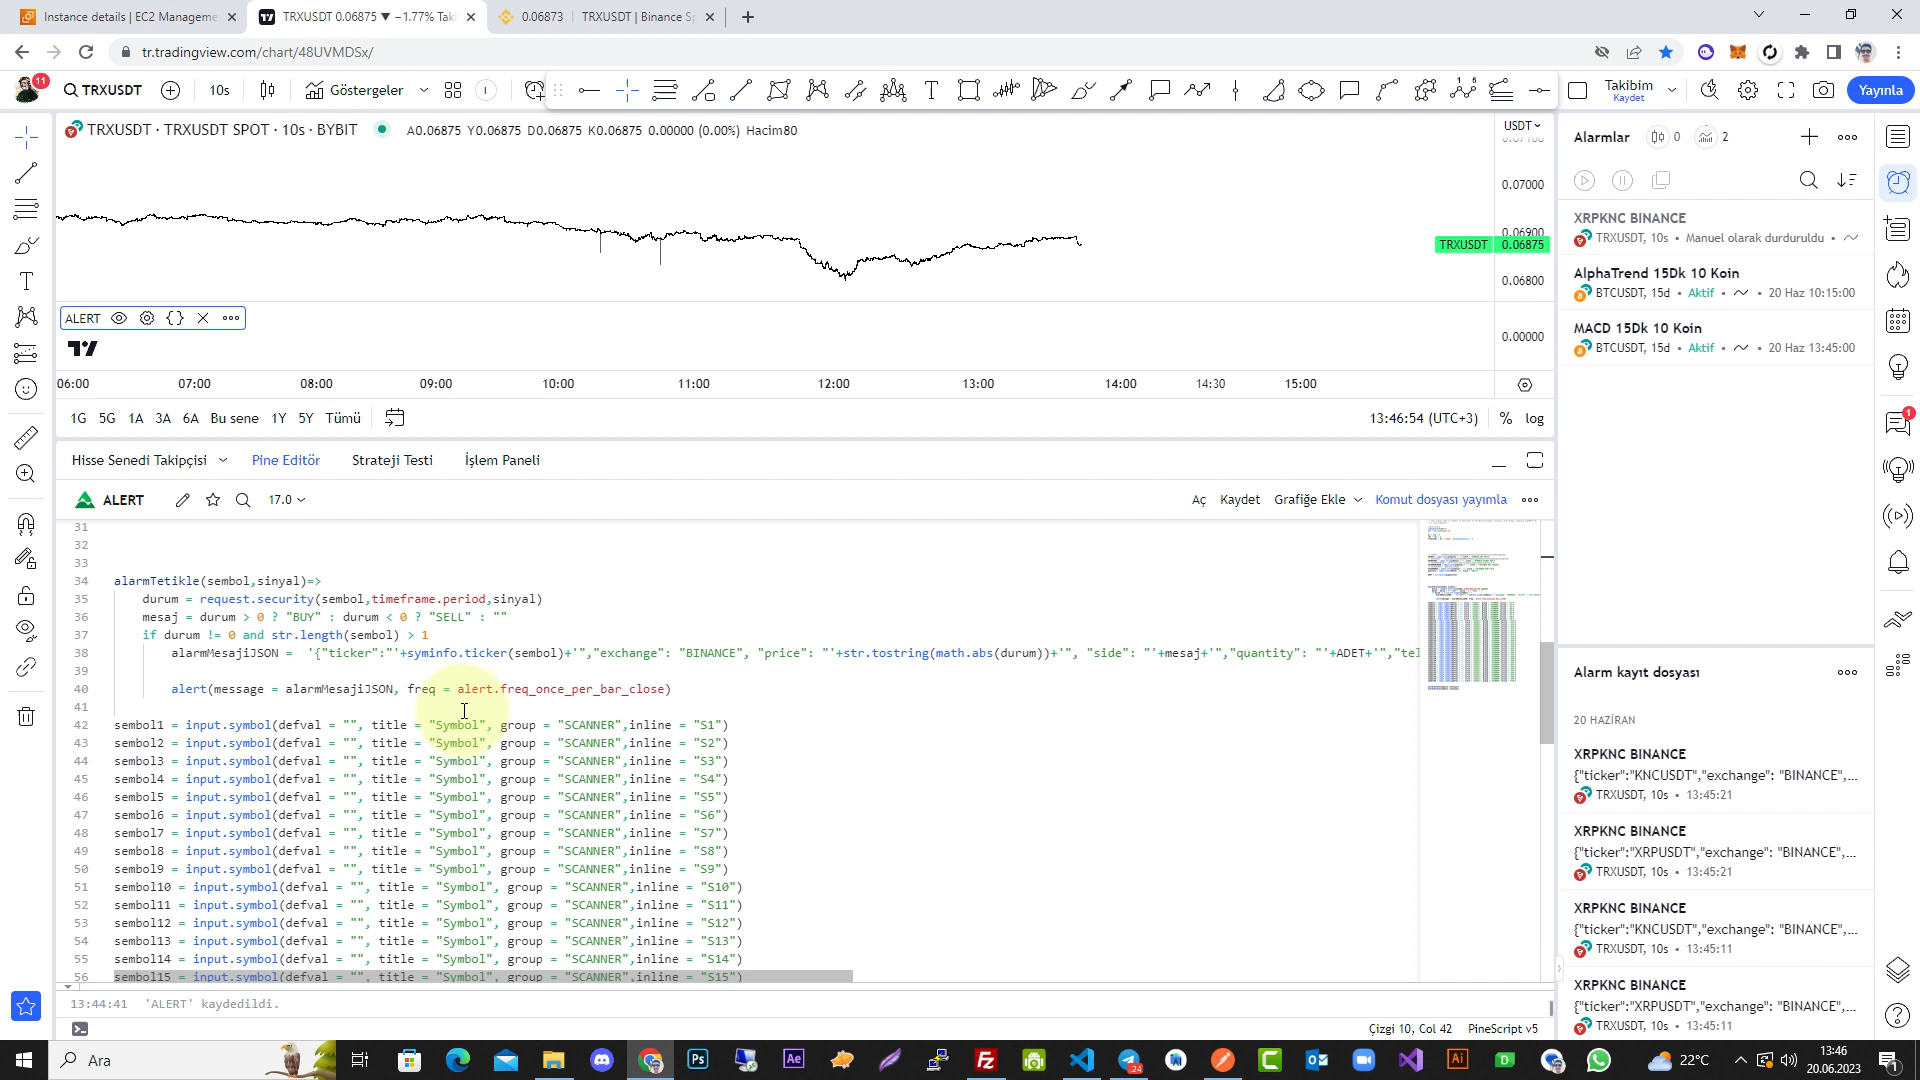 Instance details | EC2 Manageme
TRXUSDT 0.06875 ▼ −1.77% Tak
0.06873 | TRXUSDT | Binance Sp
tr.tradingview.com/chart/48UVMDSx/
11
TRXUSDT
10s
Göstergeler
Takibim
Kaydet
Yayınla
TRXUSDT · TRXUSDT SPOT · 10s · BYBIT
A0.06875 Y0.06875 D0.06875 K0.06875 0.00000 (0.00%) Hacim80
USDT
0.07100
0.07000
0.06900
TRXUSDT 0.06875
0.06800
ALERT
0.00000
06:00 07:00 08:00 09:00 10:00 11:00 12:00 13:00 14:00 14:30 15:00
1G 5G 1A 3A 6A Bu sene 1Y 5Y Tümü
13:46:54 (UTC+3) % log
Hisse Senedi Takipçisi Pine Editör Strateji Testi İşlem Paneli
ALERT 17.0
Aç Kaydet Grafiğe Ekle Komut dosyası yayımla
31
32
33
34 alarmTetikle(sembol,sinyal)=>
35 durum = request.security(sembol,timeframe.period,sinyal)
36 mesaj = durum > 0 ? "BUY" : durum < 0 ? "SELL" : ""
37 if durum != 0 and str.length(sembol) > 1
38 alarmMesajiJSON = '{"ticker":"'+syminfo.ticker(sembol)+'","exchange": "BINANCE", "price": "'+str.tostring(math.abs(durum))+'", "side": "'+mesaj+'","quantity": "'+ADET+'","tel
39
40 alert(message = alarmMesajiJSON, freq = alert.freq_once_per_bar_close)
41
42 sembol1 = input.symbol(defval = "", title = "Symbol", group = "SCANNER",inline = "S1")
43 sembol2 = input.symbol(defval = "", title = "Symbol", group = "SCANNER",inline = "S2")
44 sembol3 = input.symbol(defval = "", title = "Symbol", group = "SCANNER",inline = "S3")
45 sembol4 = input.symbol(defval = "", title = "Symbol", group = "SCANNER",inline = "S4")
46 sembol5 = input.symbol(defval = "", title = "Symbol", group = "SCANNER",inline = "S5")
47 sembol6 = input.symbol(defval = "", title = "Symbol", group = "SCANNER",inline = "S6")
48 sembol7 = input.symbol(defval = "", title = "Symbol", group = "SCANNER",inline = "S7")
49 sembol8 = input.symbol(defval = "", title = "Symbol", group = "SCANNER",inline = "S8")
50 sembol9 = input.symbol(defval = "", title = "Symbol", group = "SCANNER",inline = "S9")
51 sembol10 = input.symbol(defval = "", title = "Symbol", group = "SCANNER",inline = "S10")
52 sembol11 = input.symbol(defval = "", title = "Symbol", group = "SCANNER",inline = "S11")
53 sembol12 = input.symbol(defval = "", title = "Symbol", group = "SCANNER",inline = "S12")
54 sembol13 = input.symbol(defval = "", title = "Symbol", group = "SCANNER",inline = "S13")
55 sembol14 = input.symbol(defval = "", title = "Symbol", group = "SCANNER",inline = "S14")
56 sembol15 = input.symbol(defval = "", title = "Symbol", group = "SCANNER",inline = "S15")
13:44:41 'ALERT' kaydedildi.
Çizgi 10, Col 42 PineScript v5
Alarmlar 0 2
XRPKNC BINANCE
TRXUSDT, 10s • Manuel olarak durduruldu •
AlphaTrend 15Dk 10 Koin
BTCUSDT, 15d • Aktif • • 20 Haz 10:15:00
MACD 15Dk 10 Koin
BTCUSDT, 15d • Aktif • • 20 Haz 13:45:00
Alarm kayıt dosyası
20 HAZİRAN
XRPKNC BINANCE
{"ticker":"KNCUSDT","exchange": "BINANCE",...
TRXUSDT, 10s • 13:45:21
XRPKNC BINANCE
{"ticker":"XRPUSDT","exchange": "BINANCE",...
TRXUSDT, 10s • 13:45:21
XRPKNC BINANCE
{"ticker":"KNCUSDT","exchange": "BINANCE",...
TRXUSDT, 10s • 13:45:11
XRPKNC BINANCE
{"ticker":"XRPUSDT","exchange": "BINANCE",...
TRXUSDT, 10s • 13:45:11
1
Ara
Ps
Ae
Ai
24
22°C
13:46
20.06.2023
1